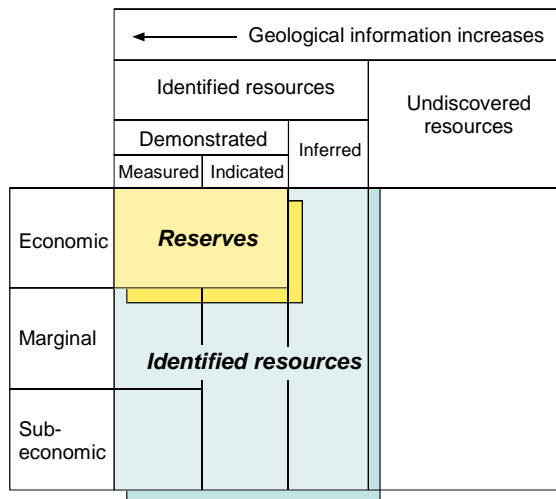 Geological information increases
Identified resources
Undiscovered
resources
Demonstrated
Inferred
Measured
Indicated
Economic
Reserves
Marginal
Identified resources
Sub-
economic